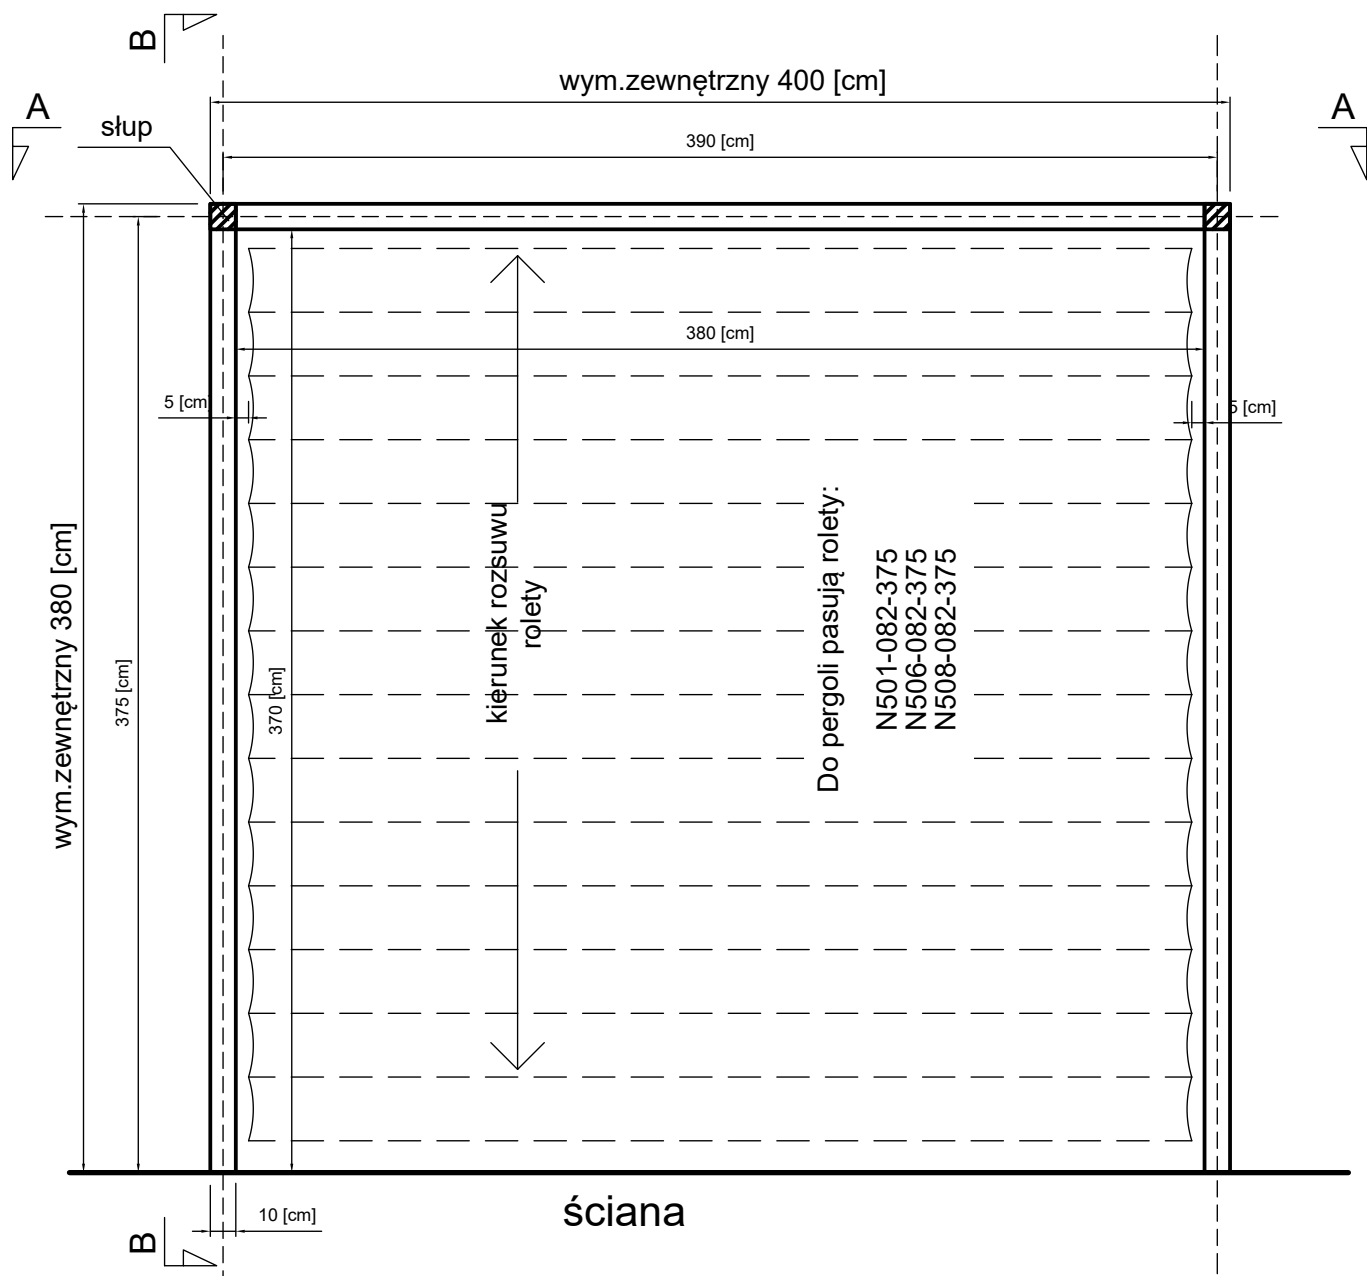 B
wym.zewnętrzny 400 [cm]
A
A
słup
390 [cm]
380 [cm]
5 [cm]
5 [cm]
wym.zewnętrzny 380 [cm]
375 [cm]
370 [cm]
kierunek rozsuwu
rolety
Do pergoli pasują rolety:
N501-082-375
N506-082-375
N508-082-375
ściana
10 [cm]
B